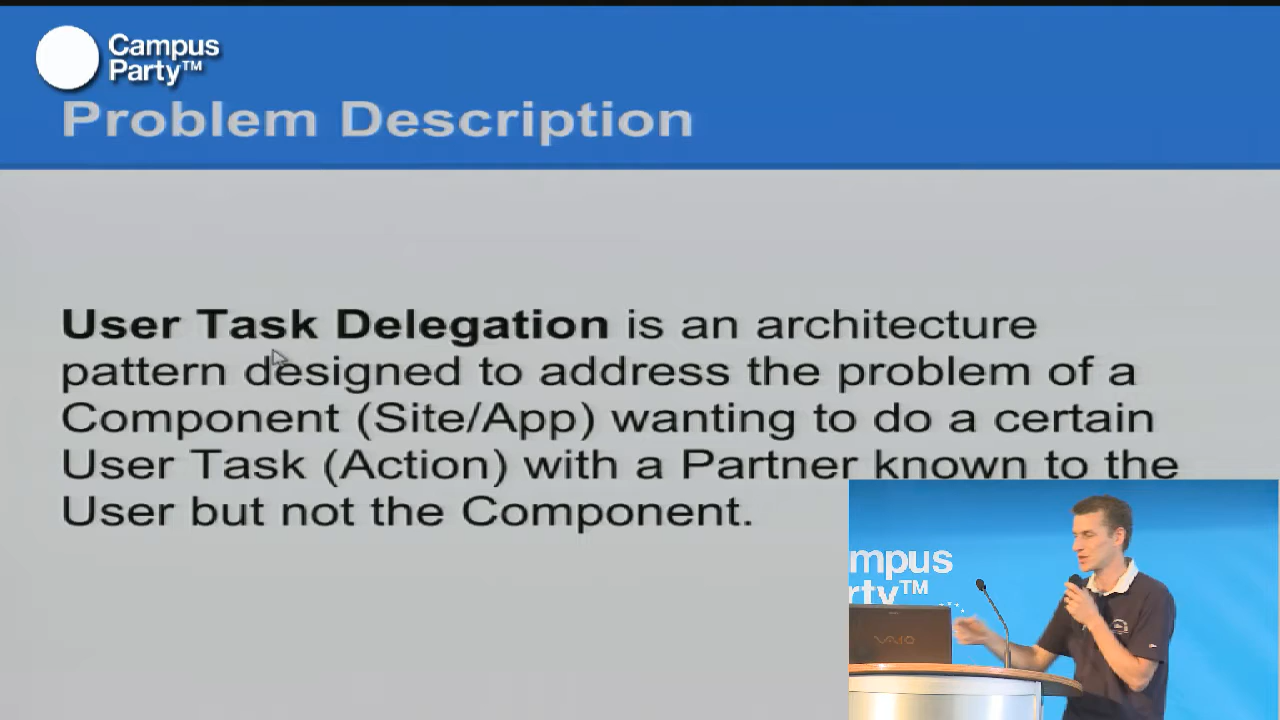 Campus
Party™
Problem Description
User Task Delegation is an architecture
pattern designed to address the problem of a
Component (Site/App) wanting to do a certain
User Task (Action) with a Partner known to the
User but not the Component.
mpus
rty™
VAIO